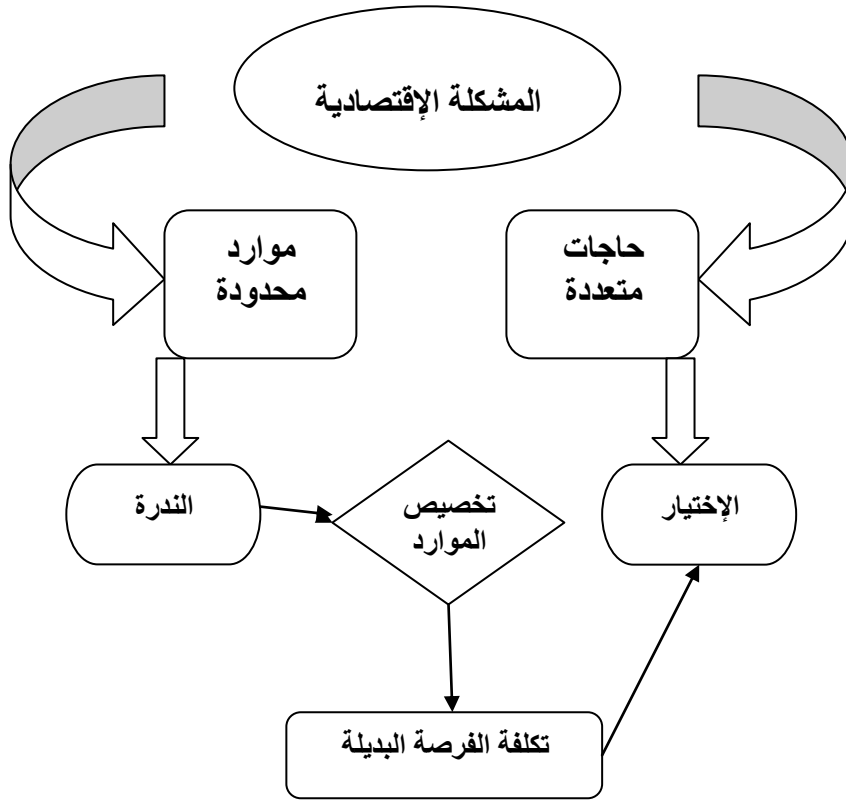 المشكلة الإقتصادية
حاجات
متعددة
موارد
محدودة
الإختيار
تخصيص
الموارد
الندرة
تكلفة الفرصة البديلة